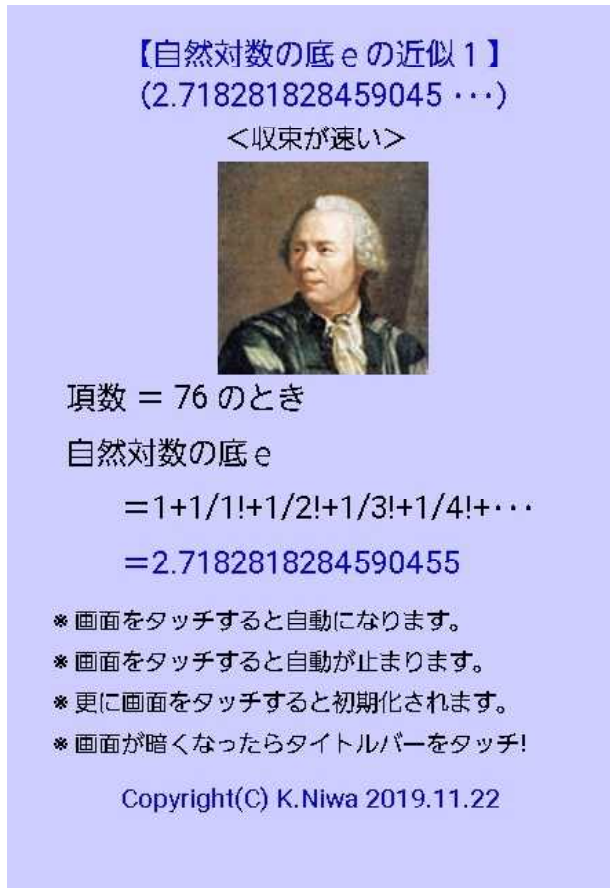 【自然対数の底eの近似1】
(2.718281828459045 ･･･)
＜収束が速い＞
項数 ＝ 76 のとき
自然対数の底e
＝1+1/1!+1/2!+1/3!+1/4!+･･･
＝2.7182818284590455
※ 画面をタッチすると自動になります。
※ 画面をタッチすると自動が止まります。
※ 更に画面をタッチすると初期化されます。
※ 画面が暗くなったらタイトルバーをタッチ!
Copyright(C) K.Niwa 2019.11.22